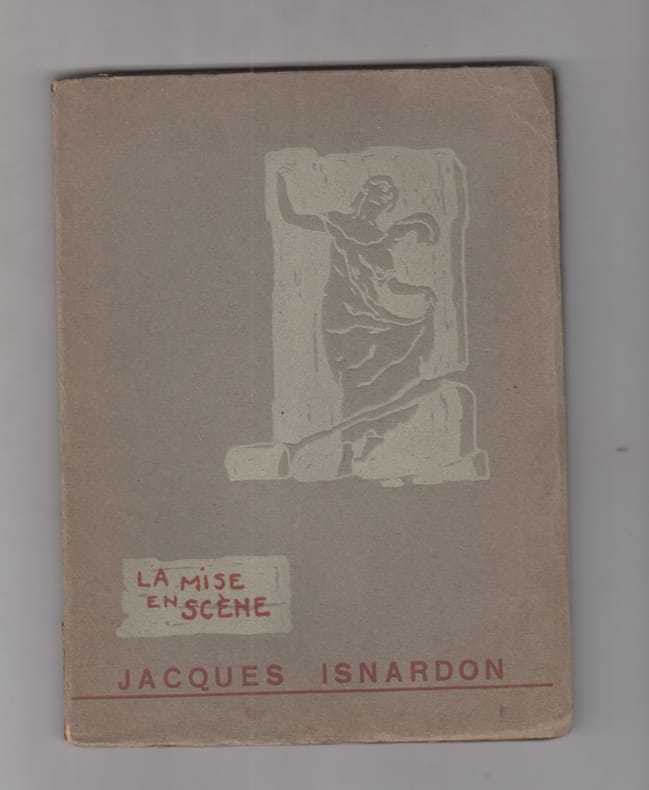 LA MiSE
EN SCÈNE
JACQUES ISNARDON